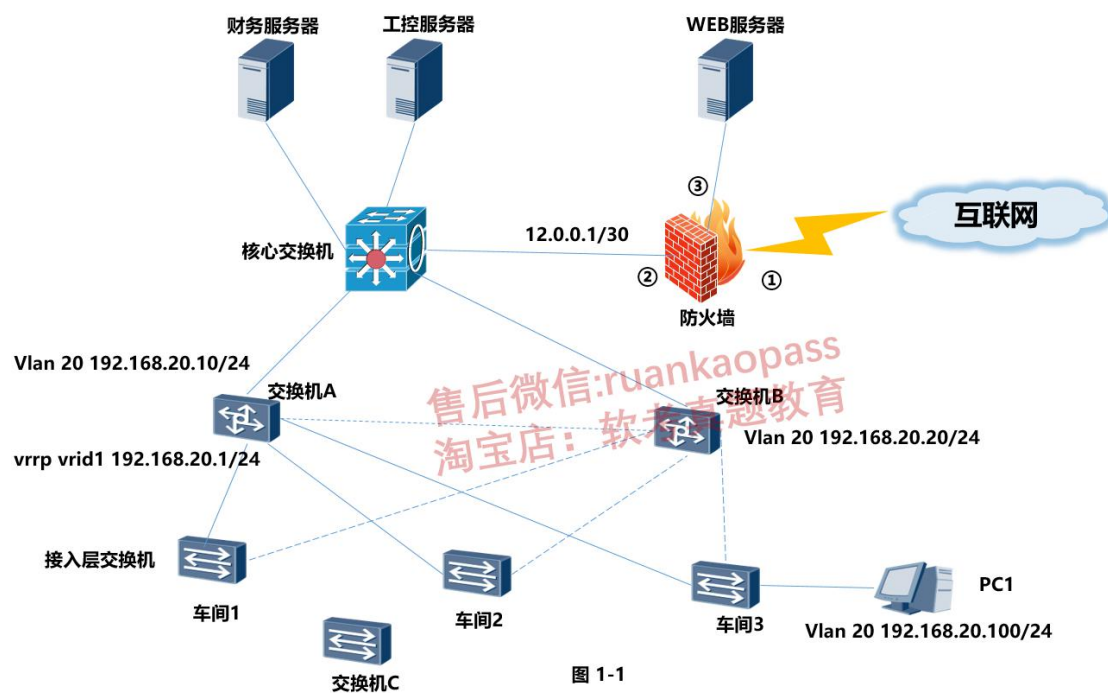 财务服务器
工控服务器
WEB服务器
③
互联网
12.0.0.1/30
核心交换机
②
①
防火墙
Vlan 20 192.168.20.10/24
交换机A
售后微信:ruankaopass
交换机B
淘宝店：软考真题教育
Vlan 20 192.168.20.20/24
vrrp vrid1 192.168.20.1/24
接入层交换机
PC1
车间1
车间2
车间3
Vlan 20 192.168.20.100/24
交换机C
图 1-1